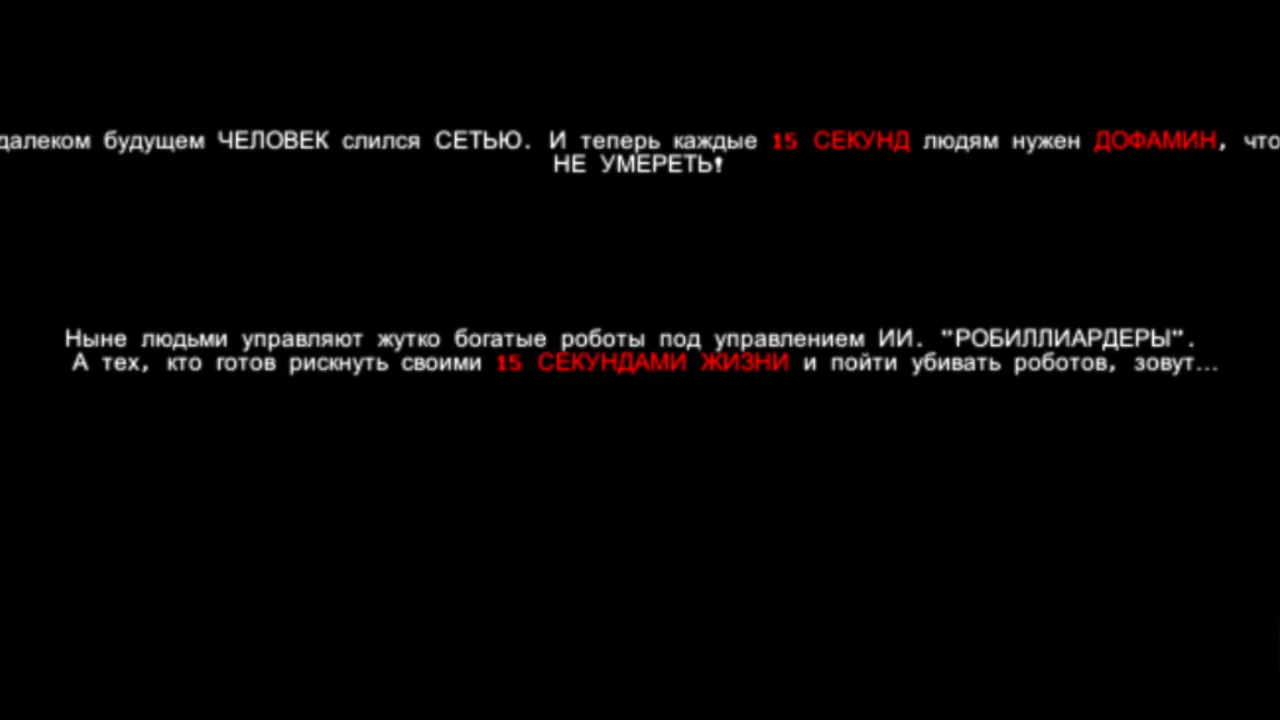 далеком будущем ЧЕЛОВЕК слился СЕТЬЮ. И теперь каждые 15 СЕКУНД людям нужен ДОФАМИН, что
НЕ УМЕРЕТЬ!
Ныне людьми управляют жутко богатые роботы под управлением ИИ. "РОБИЛЛИАРДЕРЫ".
А тех, кто готов рискнуть своими 15 СЕКУНДАМИ ЖИЗНИ и пойти убивать роботов, зовут...